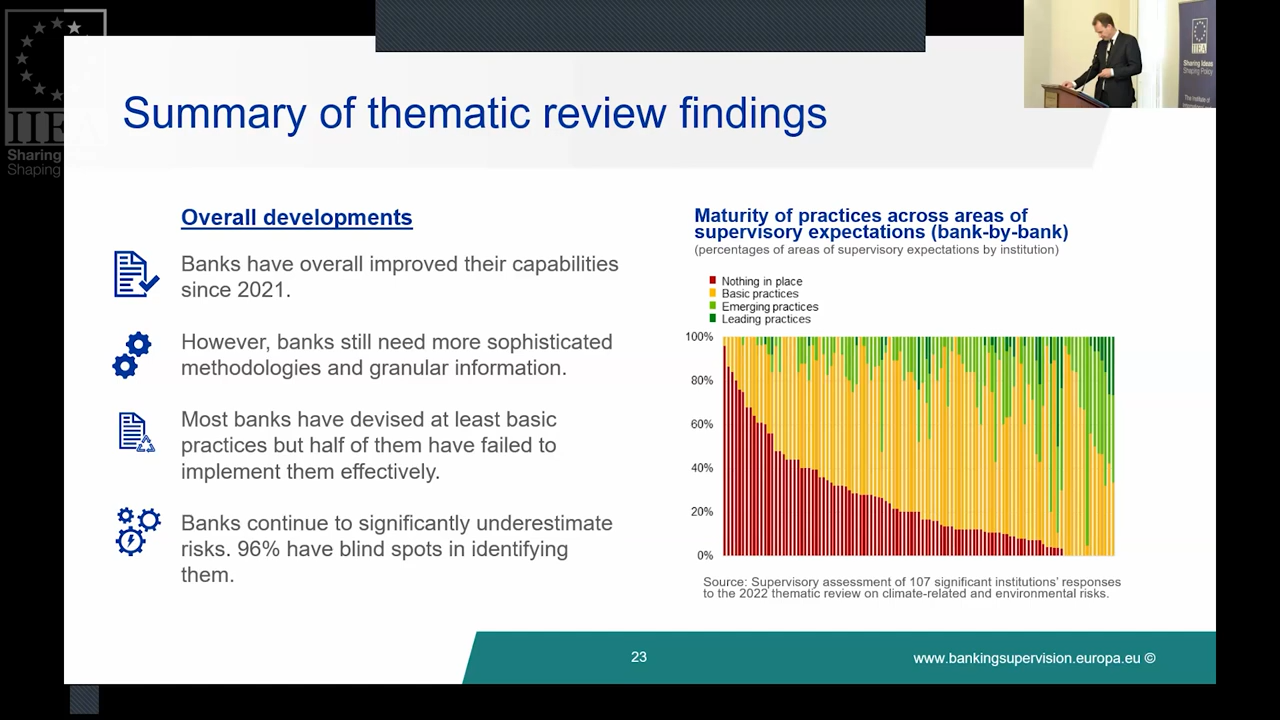 IIEA
Sharing
Shaping
Summary of thematic review findings
Overall developments
Banks have overall improved their capabilities
since 2021.
However, banks still need more sophisticated
methodologies and granular information.
Most banks have devised at least basic
practices but half of them have failed to
implement them effectively.
Banks continue to significantly underestimate
risks. 96% have blind spots in identifying
them.
Maturity of practices across areas of
supervisory expectations (bank-by-bank)
(percentages of areas of supervisory expectations by institution)
Nothing in place
Basic practices
Emerging practices
Leading practices
100%
80%
60%
40%
20%
0%
Source: Supervisory assessment of 107 significant institutions' responses
to the 2022 thematic review on climate-related and environmental risks.
23
www.bankingsupervision.europa.eu ©
IIEA
Sharing Ideas
Shaping Policy
The Institute of